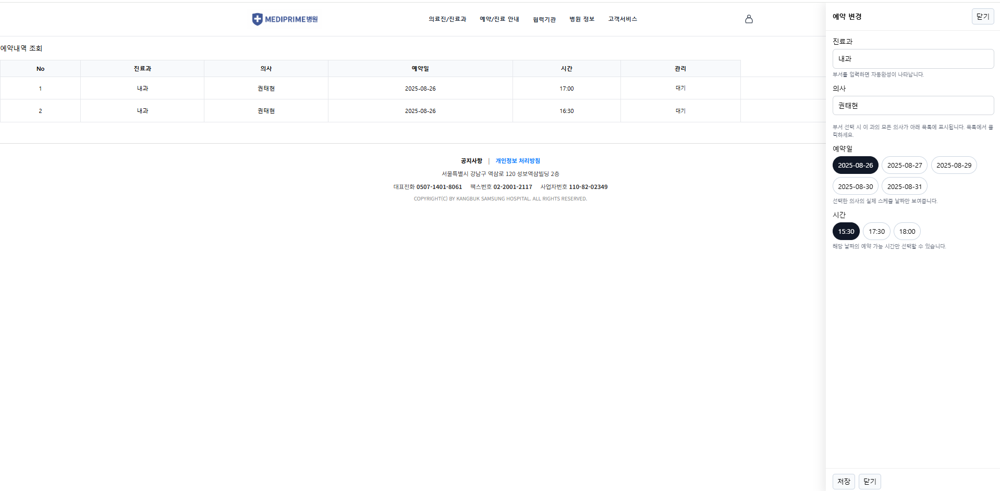 MEDIPRIME병원
의료진/진료과 예약/진료 안내 협력기관 병원 정보 고객서비스
예약내역 조회
No 진료과 의사 예약일 시간 관리
1 내과 권태현 2025-08-26 17:00 대기
2 내과 권태현 2025-08-26 16:30 대기
공지사항 | 개인정보 처리방침
서울특별시 강남구 역삼로 120 성보역삼빌딩 2층
대표전화 0507-1401-8061 팩스번호 02-2001-2117 사업자번호 110-82-02349
COPYRIGHT(C) BY KANGBUK SAMSUNG HOSPITAL. ALL RIGHTS RESERVED.
예약 변경 닫기
진료과
내과
부서를 입력하면 자동완성이 나타납니다.
의사
권태현
부서 선택 시 이 과의 모든 의사가 아래 목록에 표시됩니다. 목록에서 클
릭하세요.
예약일
2025-08-26 2025-08-27 2025-08-29
2025-08-30 2025-08-31
선택한 의사의 실제 스케줄 날짜만 보여줍니다.
시간
15:30 17:30 18:00
해당 날짜의 예약 가능 시간만 선택할 수 있습니다.
저장 닫기